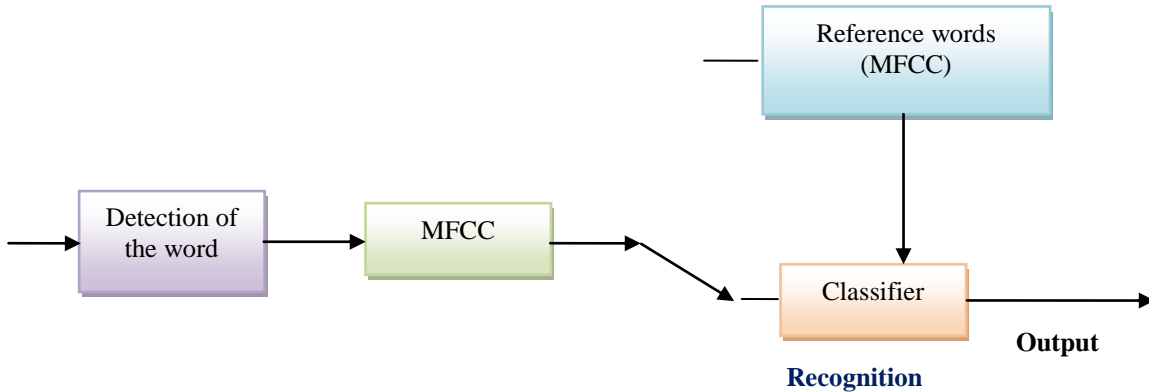 Reference words
(MFCC)
Detection of
the word
MFCC
Classifier
Output
Recognition